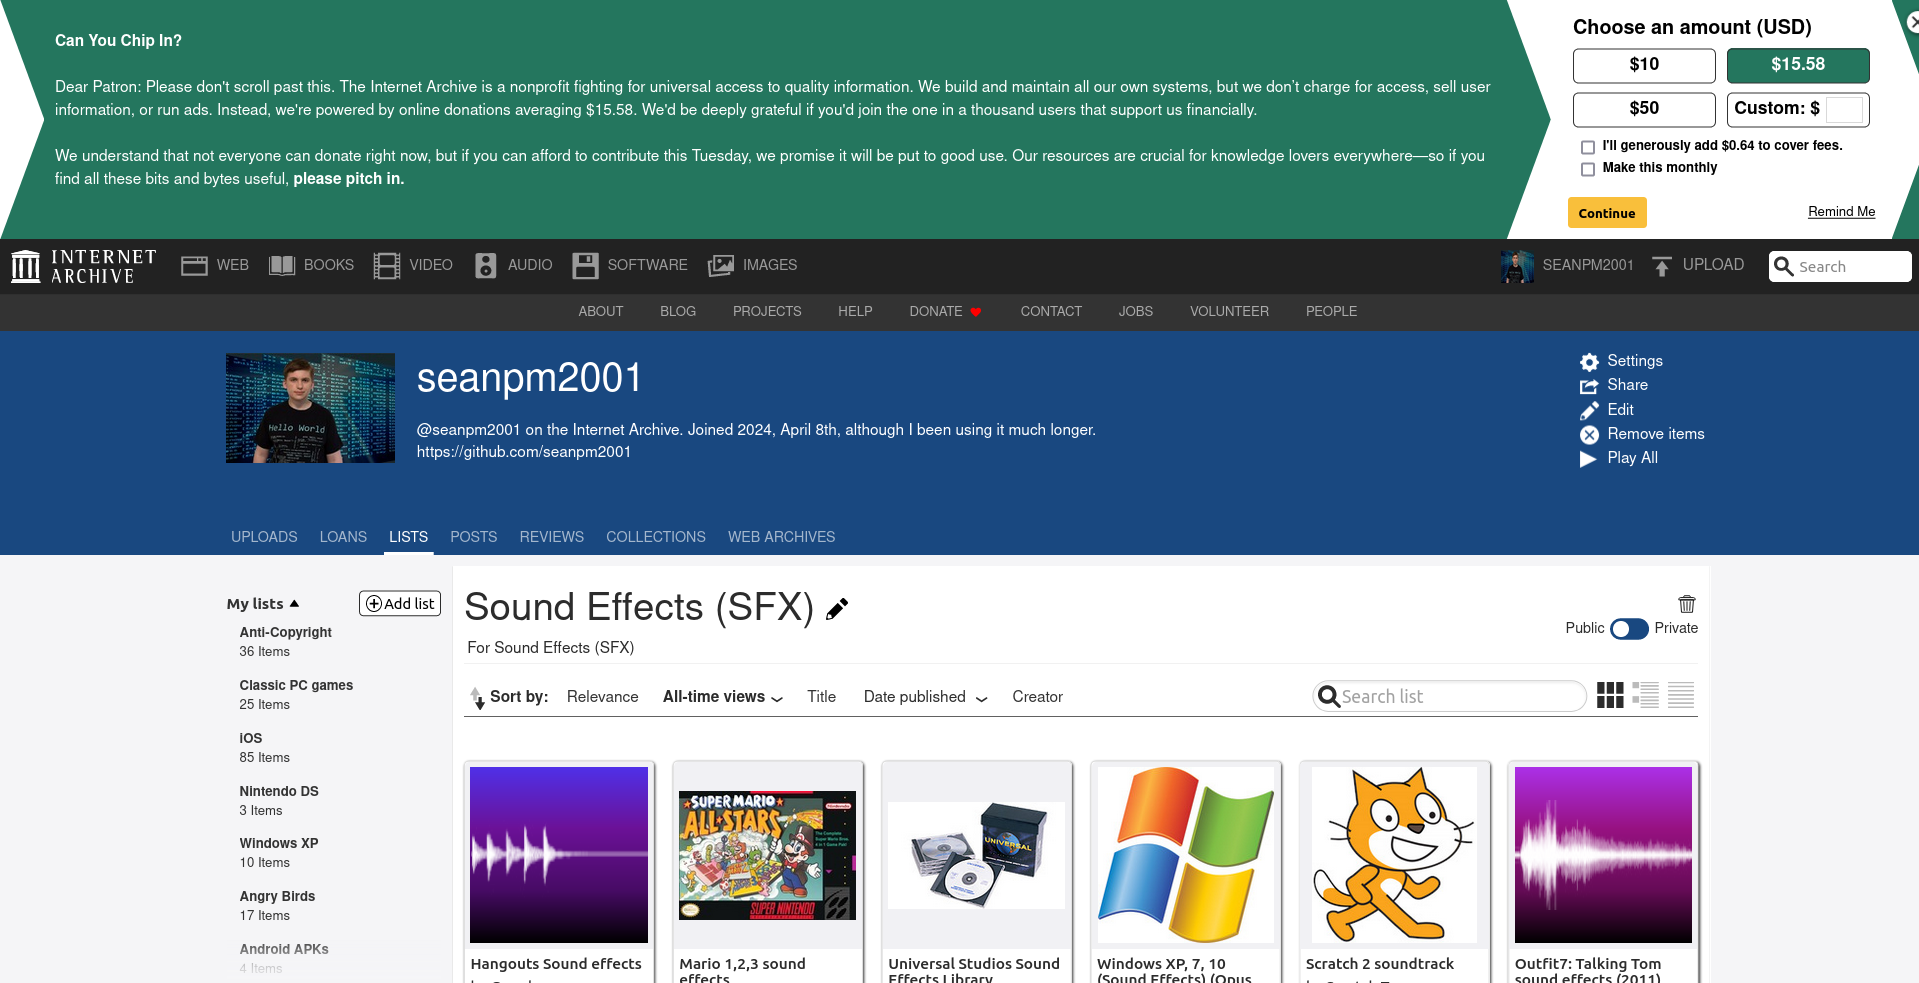 Can You Chip In?
Choose an amount (USD)
$10
$15.58
Dear Patron: Please don't scroll past this. The Internet Archive is a nonprofit fighting for universal access to quality information. We build and maintain all our own systems, but we don’t charge for access, sell user
information, or run ads. Instead, we're powered by online donations averaging $15.58. We'd be deeply grateful if you'd join the one in a thousand users that support us financially.
$50
Custom: $
I'll generously add $0.64 to cover fees.
Make this monthly
We understand that not everyone can donate right now, but if you can afford to contribute this Tuesday, we promise it will be put to good use. Our resources are crucial for knowledge lovers everywhere—so if you
find all these bits and bytes useful, please pitch in.
Continue
Remind Me
INTERNET
ARCHIVE
WEB
BOOKS
VIDEO
AUDIO
SOFTWARE
IMAGES
SEANPM2001
UPLOAD
Search
ABOUT
BLOG
PROJECTS
HELP
DONATE
CONTACT
JOBS
VOLUNTEER
PEOPLE
Hello World
seanpm2001
@seanpm2001 on the Internet Archive. Joined 2024, April 8th, although I been using it much longer.
https://github.com/seanpm2001
Settings
Share
Edit
Remove items
Play All
UPLOADS
LOANS
LISTS
POSTS
REVIEWS
COLLECTIONS
WEB ARCHIVES
My lists
Add list
Anti-Copyright
36 Items
Classic PC games
25 Items
iOS
85 Items
Nintendo DS
3 Items
Windows XP
10 Items
Angry Birds
17 Items
Android APKs
4 Items
Sound Effects (SFX)
For Sound Effects (SFX)
Public
Private
Sort by:
Relevance
All-time views
Title
Date published
Creator
Search list
SUPER MARIO
ALL-STARS
Nintendo
SUPER NINTENDO
UNIVERSAL
Hangouts Sound effects
Mario 1,2,3 sound
effects
Universal Studios Sound
Effects Library
Windows XP, 7, 10
(Sound Effects) (Opus
Scratch 2 soundtrack
Outfit7: Talking Tom
sound effects (2011)